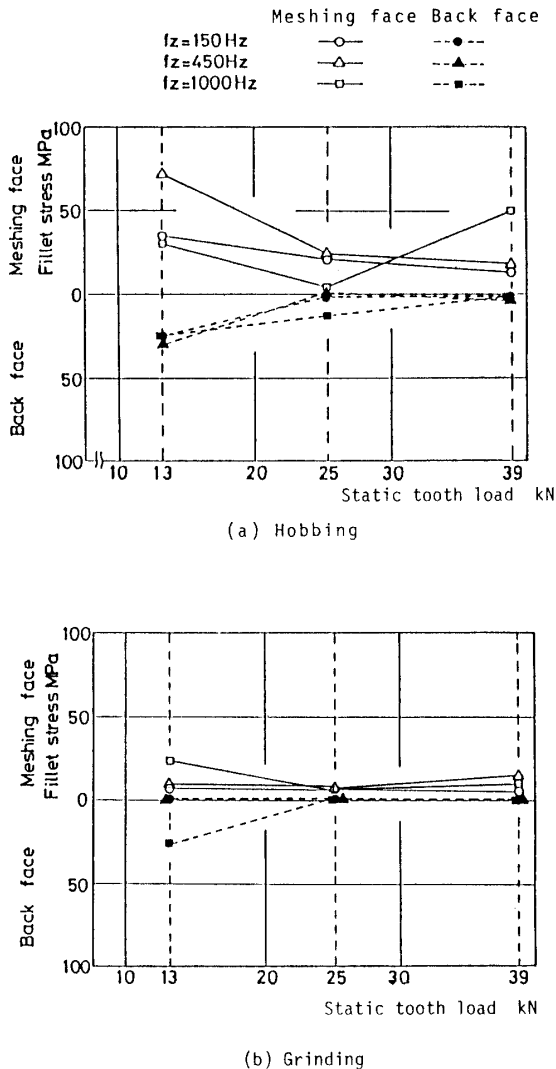 Meshing face Back face
fz=150Hz
fz=450Hz
fz=1000Hz
100
50
0
50
100
Meshing face
Fillet stress MPa
Back face
10 13 20 25 30 39
Static tooth load kN
(a) Hobbing
100
50
0
50
100
Meshing face
Fillet stress MPa
Back face
10 13 20 25 30 39
Static tooth load kN
(b) Grinding